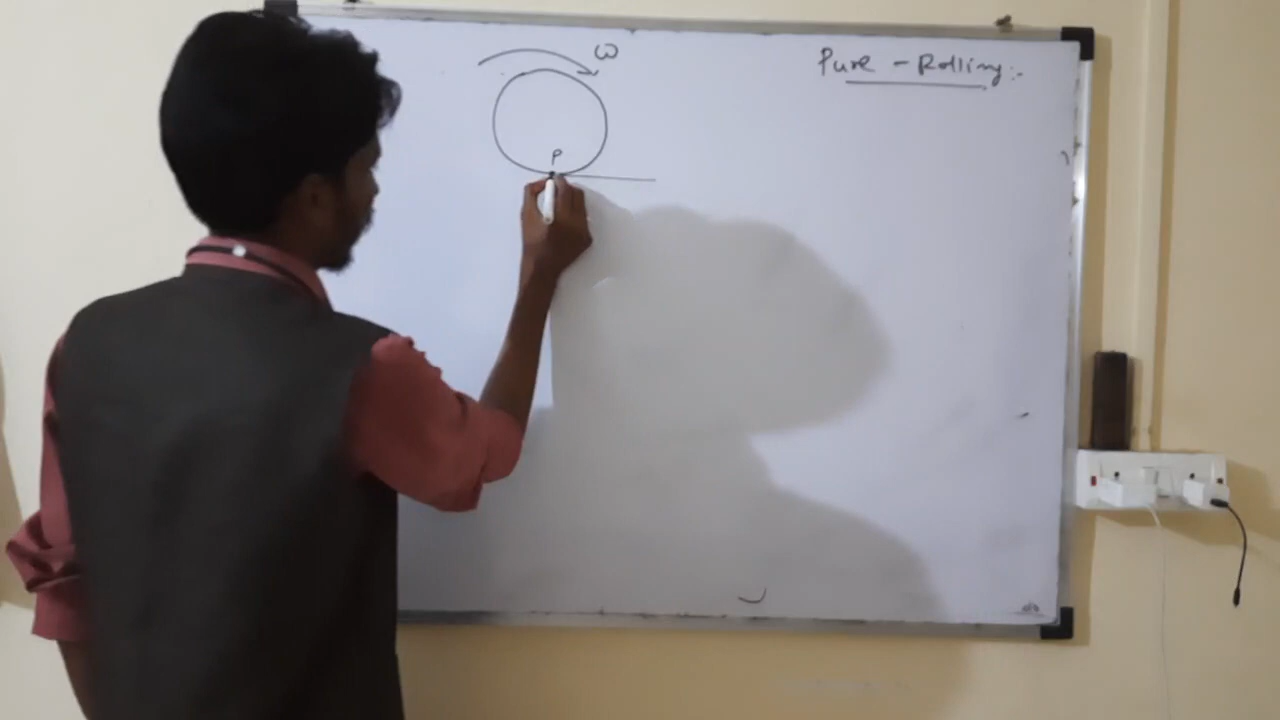 Pure - Rolling :-
ω
P